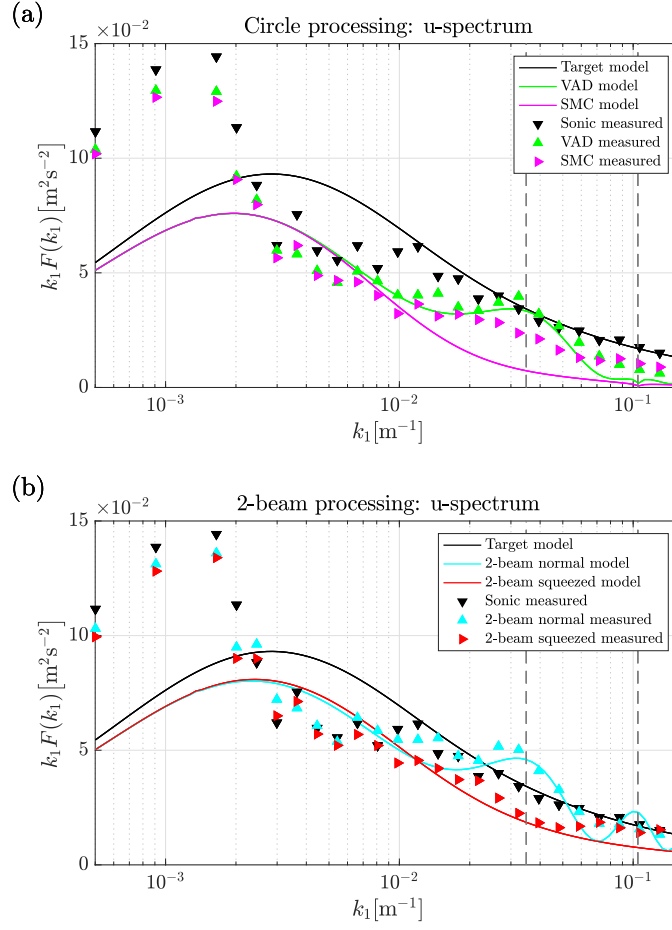 (a)
Circle processing: u-spectrum
×10⁻²
15
10
5
0
k₁F(k₁)[m²s⁻²]
Target model
VAD model
SMC model
Sonic measured
VAD measured
SMC measured
10⁻³ 10⁻² 10⁻¹
k₁[m⁻¹]
(b)
2-beam processing: u-spectrum
×10⁻²
15
10
5
0
k₁F(k₁)[m²s⁻²]
Target model
2-beam normal model
2-beam squeezed model
Sonic measured
2-beam normal measured
2-beam squeezed measured
10⁻³ 10⁻² 10⁻¹
k₁[m⁻¹]